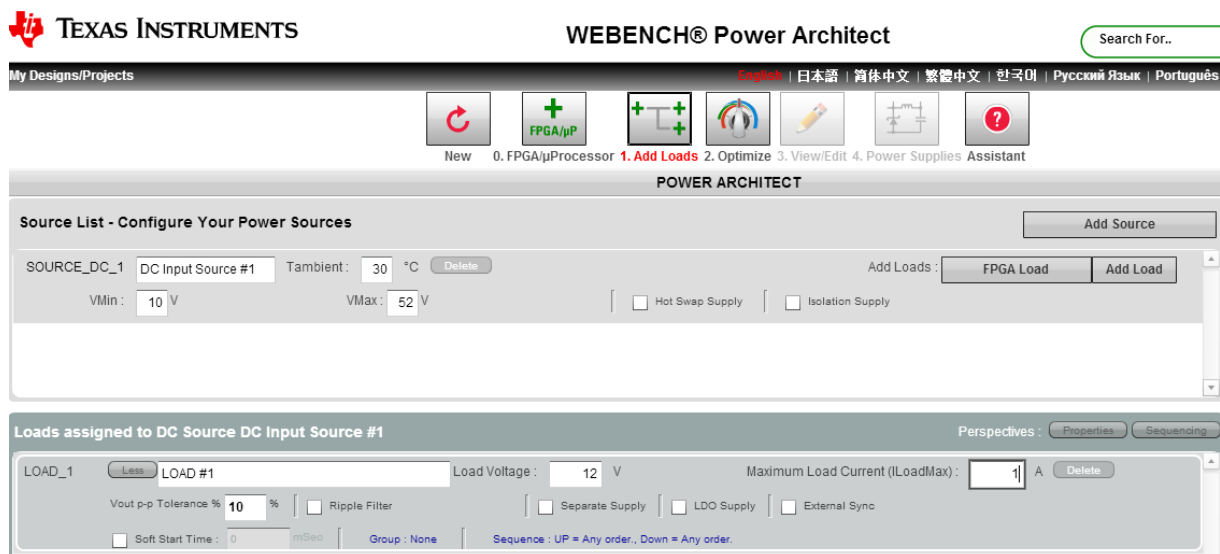 TEXAS INSTRUMENTS
WEBENCH® Power Architect
Search For..
My Designs/Projects
English | 日本語 | 简体中文 | 繁體中文 | 한국어 | Русский Язык | Português
+ FPGA/µP
New 0. FPGA/µProcessor 1. Add Loads 2. Optimize 3. View/Edit 4. Power Supplies Assistant
POWER ARCHITECT
Source List - Configure Your Power Sources
Add Source
SOURCE_DC_1 DC Input Source #1 Tambient : 30 °C Delete Add Loads : FPGA Load Add Load
VMin : 10 V VMax : 52 V Hot Swap Supply Isolation Supply
Loads assigned to DC Source DC Input Source #1 Perspectives : Properties Sequencing
LOAD_1 Less LOAD #1 Load Voltage : 12 V Maximum Load Current (ILoadMax) : 1 A Delete
Vout p-p Tolerance % 10 % Ripple Filter Separate Supply LDO Supply External Sync
Soft Start Time : 0 mSec Group : None Sequence : UP = Any order., Down = Any order.